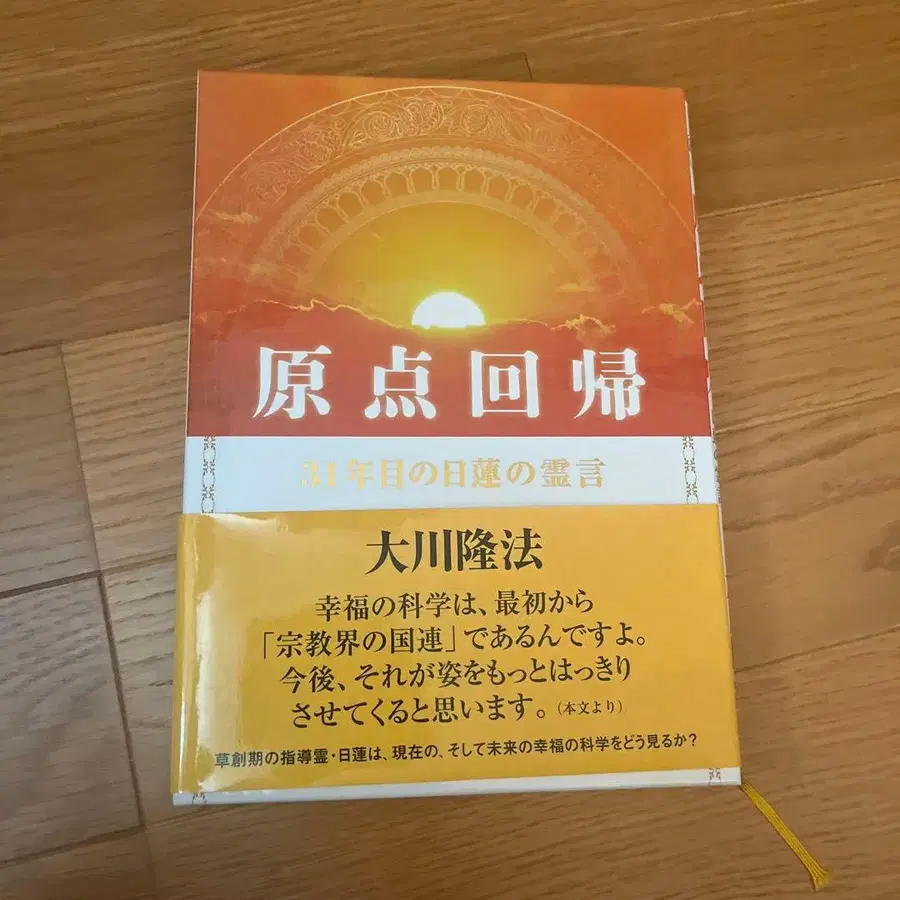 原点回帰
31年目の日蓮の霊言
大川隆法
幸福の科学は、最初から
「宗教界の国連」であるんですよ。
今後、それが姿をもっとはっきり
させてくると思います。(本文より)
草創期の指導霊・日蓮は、現在の、そして未来の幸福の科学をどう見るか?